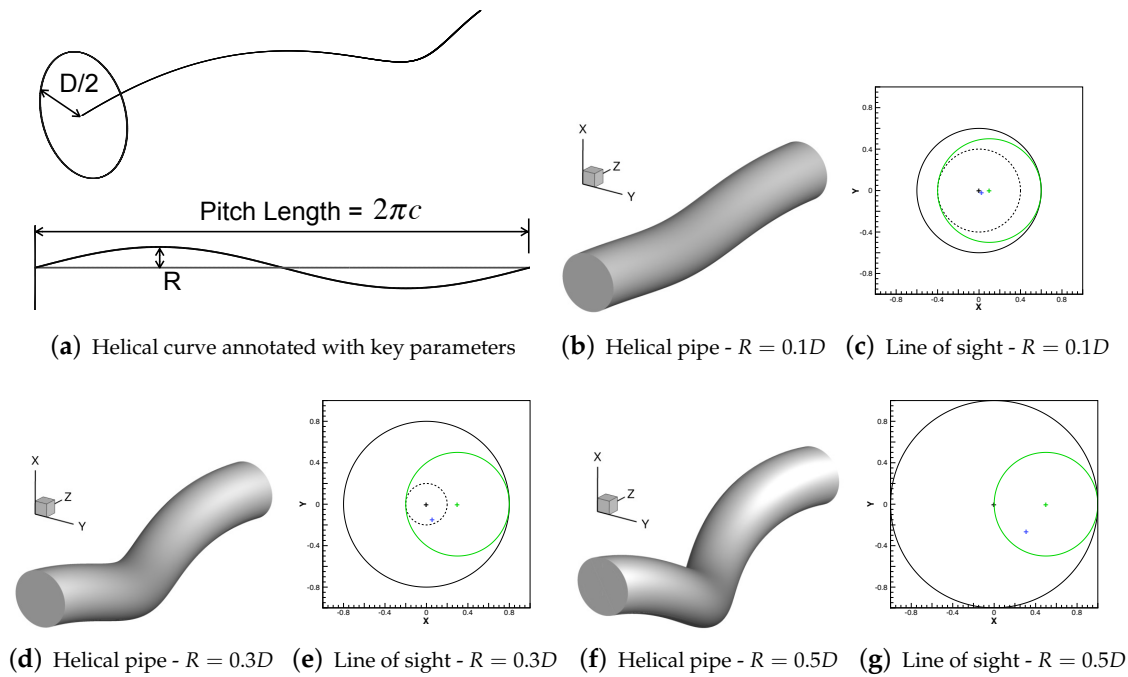 D/2
Pitch Length = 2πc
R
(a) Helical curve annotated with key parameters
X
Z
Y
(b) Helical pipe - R = 0.1D
Y
0.8
0.4
0
-0.4
-0.8
-0.8 -0.4 0 0.4 0.8
X
(c) Line of sight - R = 0.1D
X
Z
Y
(d) Helical pipe - R = 0.3D
Y
0.8
0.4
0
-0.4
-0.8
-0.8 -0.4 0 0.4 0.8
X
(e) Line of sight - R = 0.3D
X
Z
Y
(f) Helical pipe - R = 0.5D
Y
0.8
0.4
0
-0.4
-0.8
-0.8 -0.4 0 0.4 0.8
X
(g) Line of sight - R = 0.5D